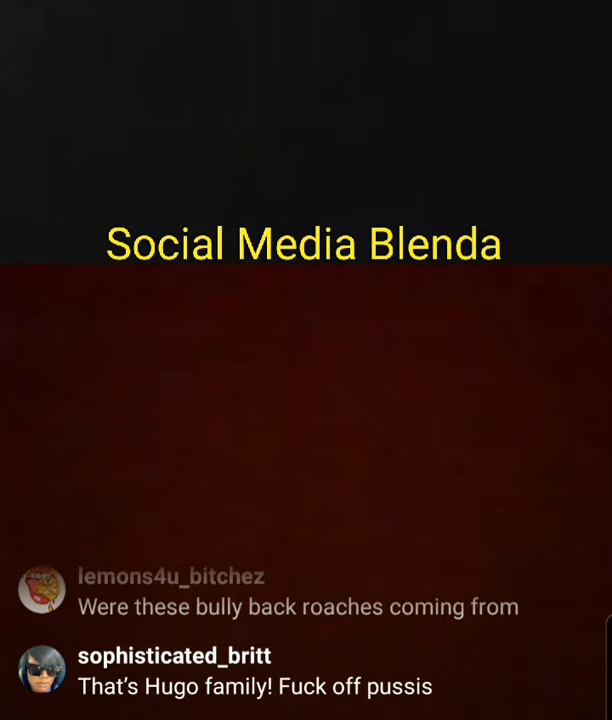 Social Media Blenda
lemons4u_bitchez
Were these bully back roaches coming from
sophisticated_britt
That's Hugo family! Fuck off pussis